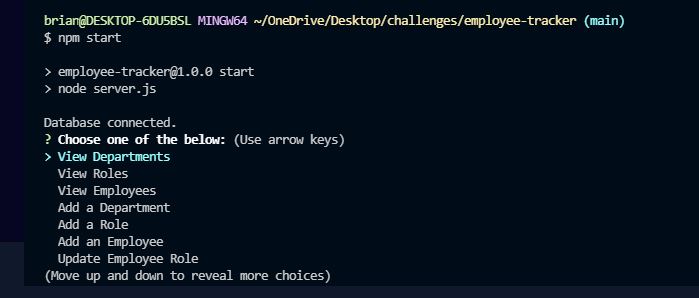 brian@DESKTOP-6DU5BSL MINGW64 ~/OneDrive/Desktop/challenges/employee-tracker (main)
$ npm start
> employee-tracker@1.0.0 start
> node server.js
Database connected.
? Choose one of the below: (Use arrow keys)
> View Departments
View Roles
View Employees
Add a Department
Add a Role
Add an Employee
Update Employee Role
(Move up and down to reveal more choices)